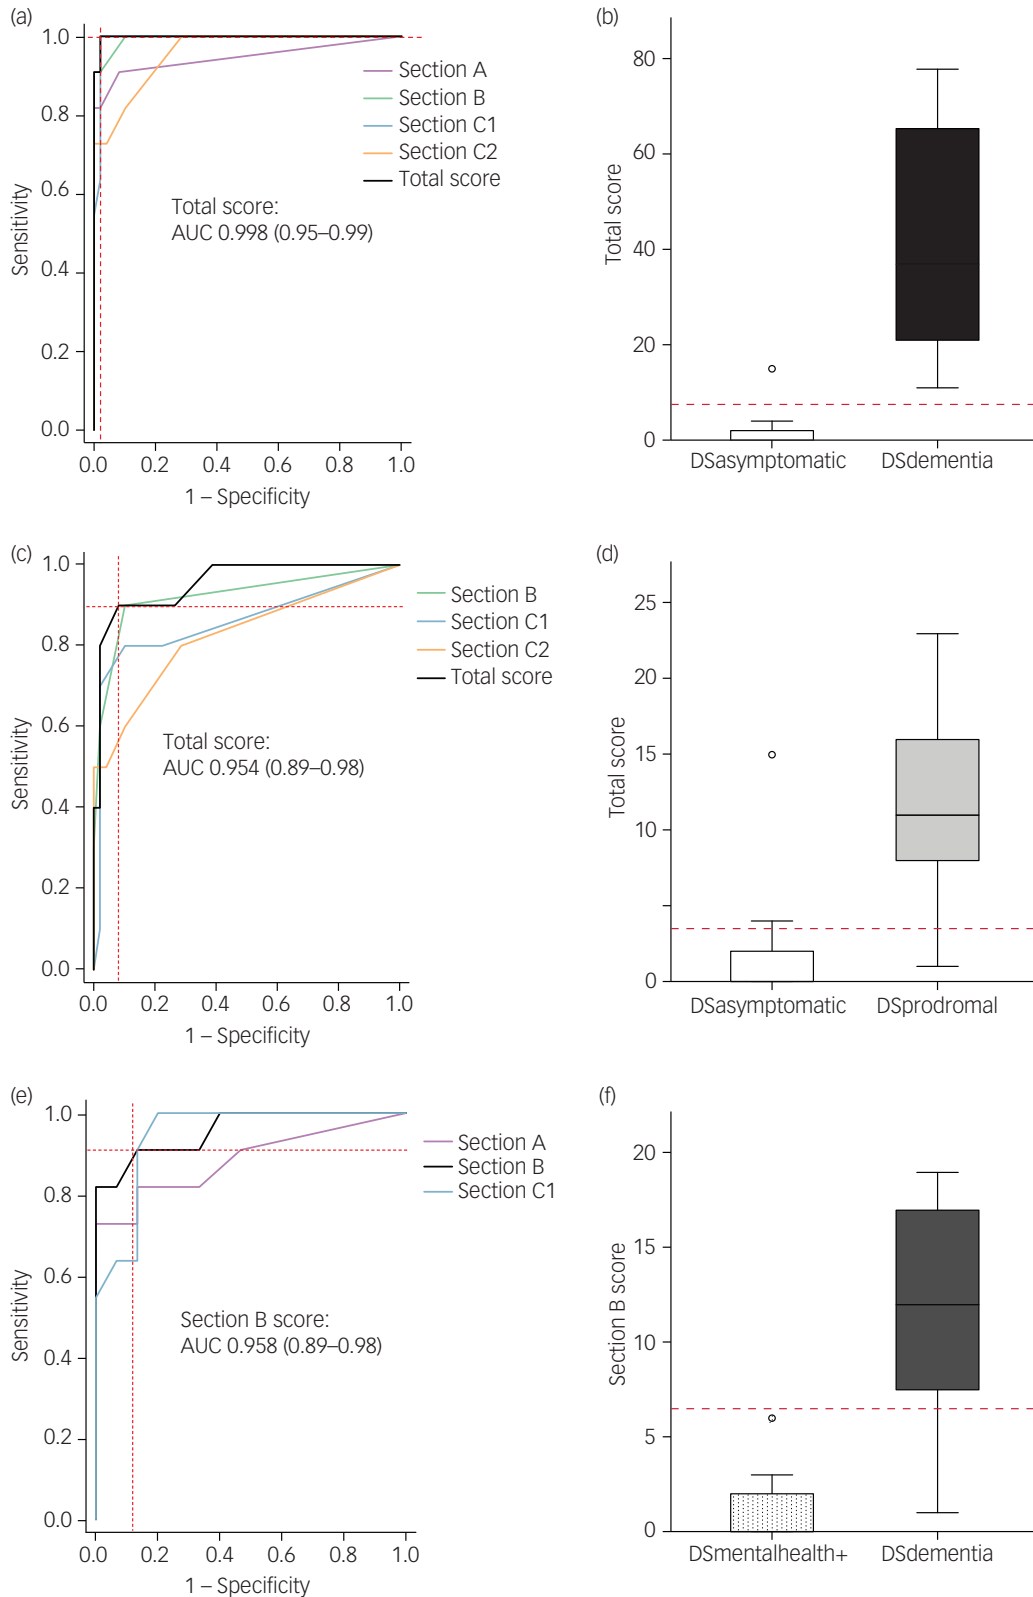 (a)
1.0
0.8
0.6
0.4
0.2
0.0
Sensitivity
0.0 0.2 0.4 0.6 0.8 1.0
1 – Specificity
Section A
Section B
Section C1
Section C2
Total score
Total score:
AUC 0.998 (0.95–0.99)
(b)
80
60
40
20
0
Total score
DSasymptomatic DSdementia
(c)
1.0
0.8
0.6
0.4
0.2
0.0
Sensitivity
0.0 0.2 0.4 0.6 0.8 1.0
1 – Specificity
Section B
Section C1
Section C2
Total score
Total score:
AUC 0.954 (0.89–0.98)
(d)
25
20
15
10
0
Total score
DSasymptomatic DSprodromal
(e)
1.0
0.8
0.6
0.4
0.2
0.0
Sensitivity
0.0 0.2 0.4 0.6 0.8 1.0
1 – Specificity
Section A
Section B
Section C1
Section B score:
AUC 0.958 (0.89–0.98)
(f)
20
15
10
5
0
Section B score
DSmentalhealth+ DSdementia